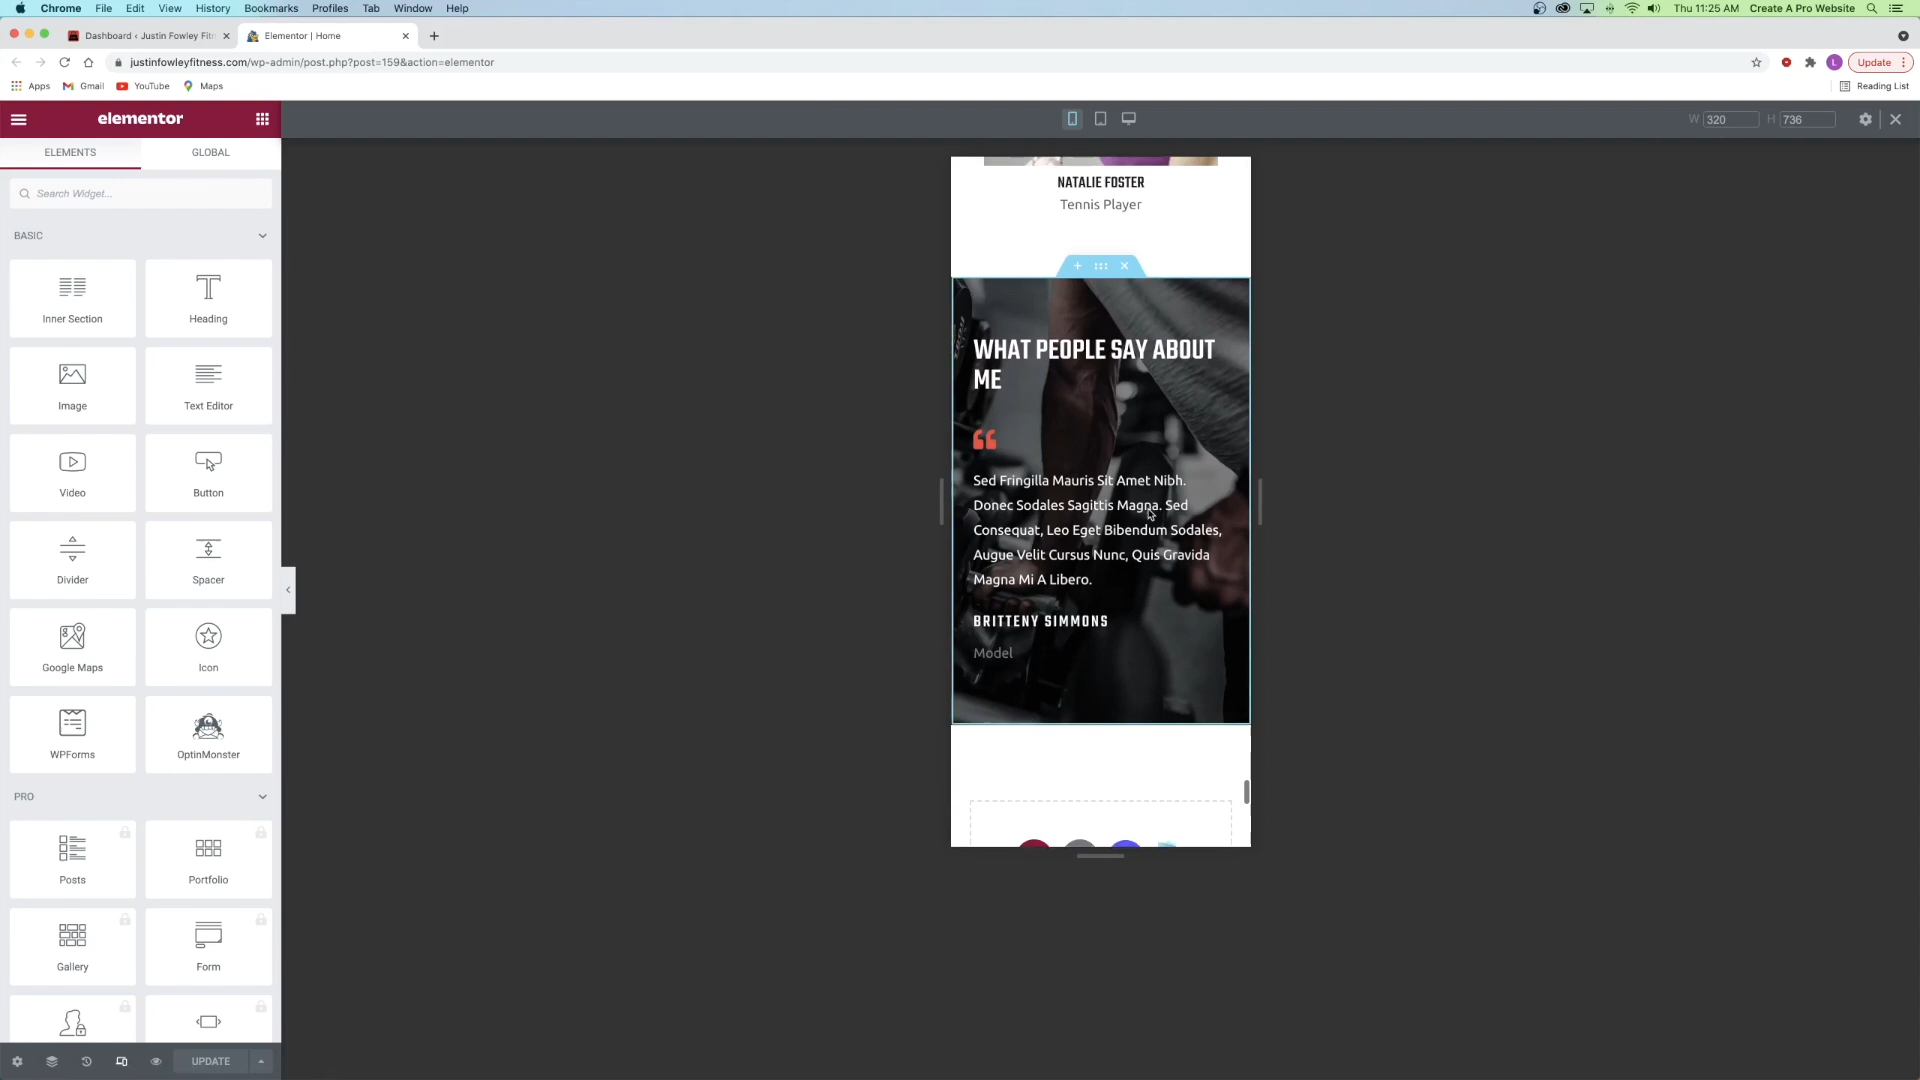 Chrome File Edit View History Bookmarks Profiles Tab Window Help
Thu 11:25 AM Create A Pro Website
Dashboard ‹ Justin Fowley Fit
Elementor | Home
justinfowleyfitness.com/wp-admin/post.php?post=159&action=elementor
L
Update
Apps Gmail YouTube Maps
Reading List
elementor
W 320 H 736
ELEMENTS GLOBAL
Search Widget...
BASIC
Inner Section
Heading
Image
Text Editor
Video
Button
Divider
Spacer
Google Maps
Icon
WPForms
OptinMonster
PRO
Posts
Portfolio
Gallery
Form
UPDATE
NATALIE FOSTER
Tennis Player
WHAT PEOPLE SAY ABOUT
ME
Sed Fringilla Mauris Sit Amet Nibh.
Donec Sodales Sagittis Magna. Sed
Consequat, Leo Eget Bibendum Sodales,
Augue Velit Cursus Nunc, Quis Gravida
Magna Mi A Libero.
BRITTENY SIMMONS
Model